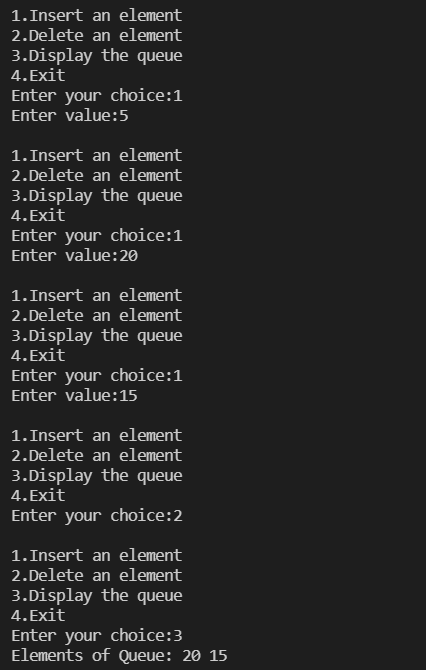 1.Insert an element
2.Delete an element
3.Display the queue
4.Exit
Enter your choice:1
Enter value:5
1.Insert an element
2.Delete an element
3.Display the queue
4.Exit
Enter your choice:1
Enter value:20
1.Insert an element
2.Delete an element
3.Display the queue
4.Exit
Enter your choice:1
Enter value:15
1.Insert an element
2.Delete an element
3.Display the queue
4.Exit
Enter your choice:2
1.Insert an element
2.Delete an element
3.Display the queue
4.Exit
Enter your choice:3
Elements of Queue: 20 15